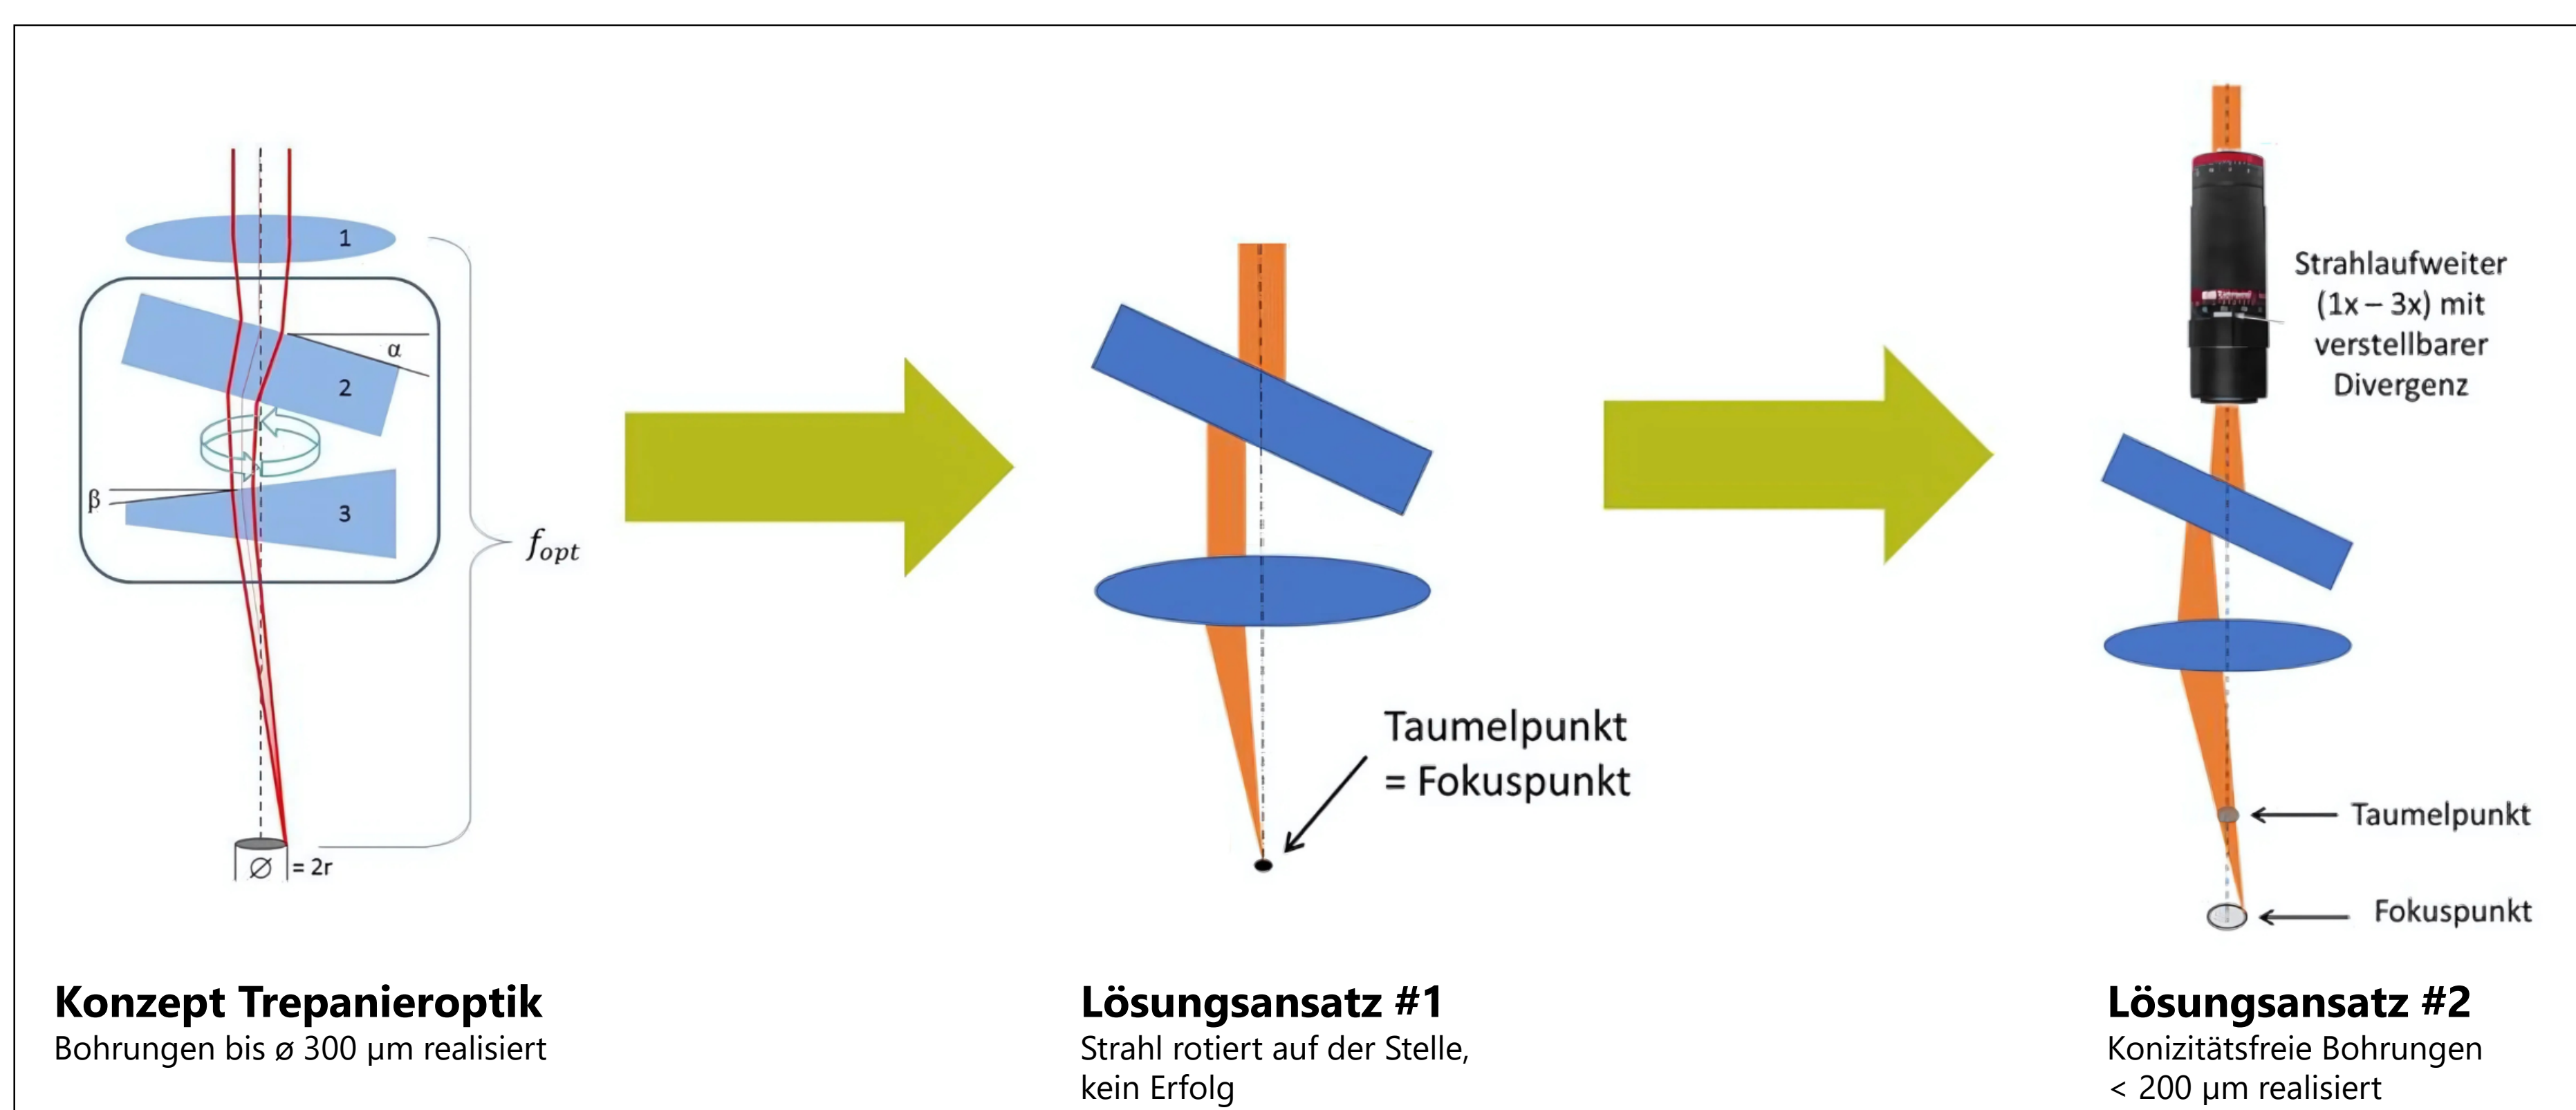 1
α
2
β
3
f_opt
Ø = 2r
Konzept Trepanieroptik
Bohrungen bis ø 300 µm realisiert
Taumelpunkt
= Fokuspunkt
Lösungsansatz #1
Strahl rotiert auf der Stelle,
kein Erfolg
Strahlaufweiter
(1x – 3x) mit
verstellbarer
Divergenz
Taumelpunkt
Fokuspunkt
Lösungsansatz #2
Konizitätsfreie Bohrungen
< 200 µm realisiert